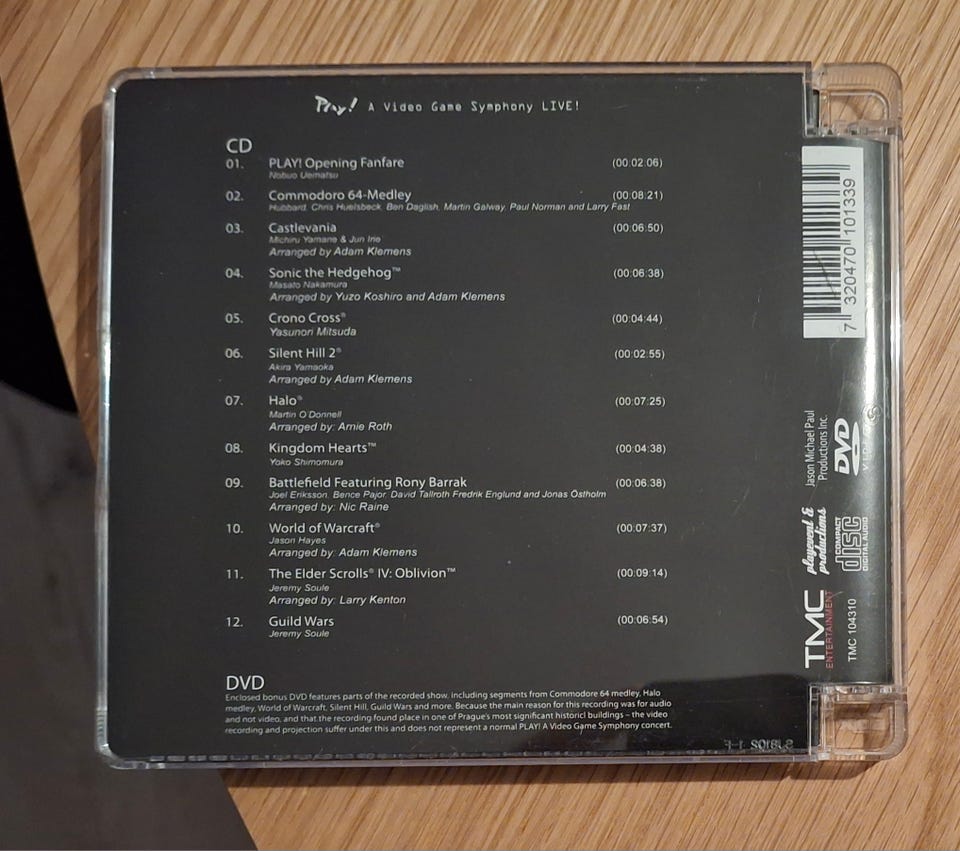 Play! A Video Game Symphony LIVE!
CD
01. PLAY! Opening Fanfare (00:02:06)
Nobuo Uematsu
02. Commodoro 64-Medley (00:08:21)
Hubbard, Chris Huelsbeck, Ben Daglish, Martin Galway, Paul Norman and Larry Fast
03. Castlevania (00:06:50)
Michiru Yamane & Jun Irie
Arranged by Adam Klemens
04. Sonic the Hedgehog™ (00:06:38)
Masato Nakamura
Arranged by Yuzo Koshiro and Adam Klemens
05. Crono Cross® (00:04:44)
Yasunori Mitsuda
06. Silent Hill 2® (00:02:55)
Akira Yamaoka
Arranged by Adam Klemens
07. Halo® (00:07:25)
Martin O'Donnell
Arranged by: Arnie Roth
08. Kingdom Hearts™ (00:04:38)
Yoko Shimomura
09. Battlefield Featuring Rony Barrak (00:06.38)
Joel Eriksson, Bence Pajor, David Tallroth Fredrik Englund and Jonas Östholm
Arranged by: Nic Raine
10. World of Warcraft® (00:07:37)
Jason Hayes
Arranged by: Adam Klemens
11. The Elder Scrolls® IV: Oblivion™ (00:09:14)
Jeremy Soule
Arranged by: Larry Kenton
12. Guild Wars (00:06:54)
Jeremy Soule
DVD
Enclosed bonus DVD features parts of the recorded show, including segments from Commodore 64 medley, Halo
medley, World of Warcraft, Silent Hill, Guild Wars and more. Because the main reason for this recording was for audio
and not video, and that the recording found place in one of Prague's most significant historicl buildings – the video
recording and projection suffer under this and does not represent a normal PLAY! A Video Game Symphony concert.
7 320470 101339
Jason Michael Paul
Productions Inc.
DVD
playevent &
productions
COMPACT
disc
DIGITAL AUDIO
TMC
ENTERTAINMENT
TMC 104310